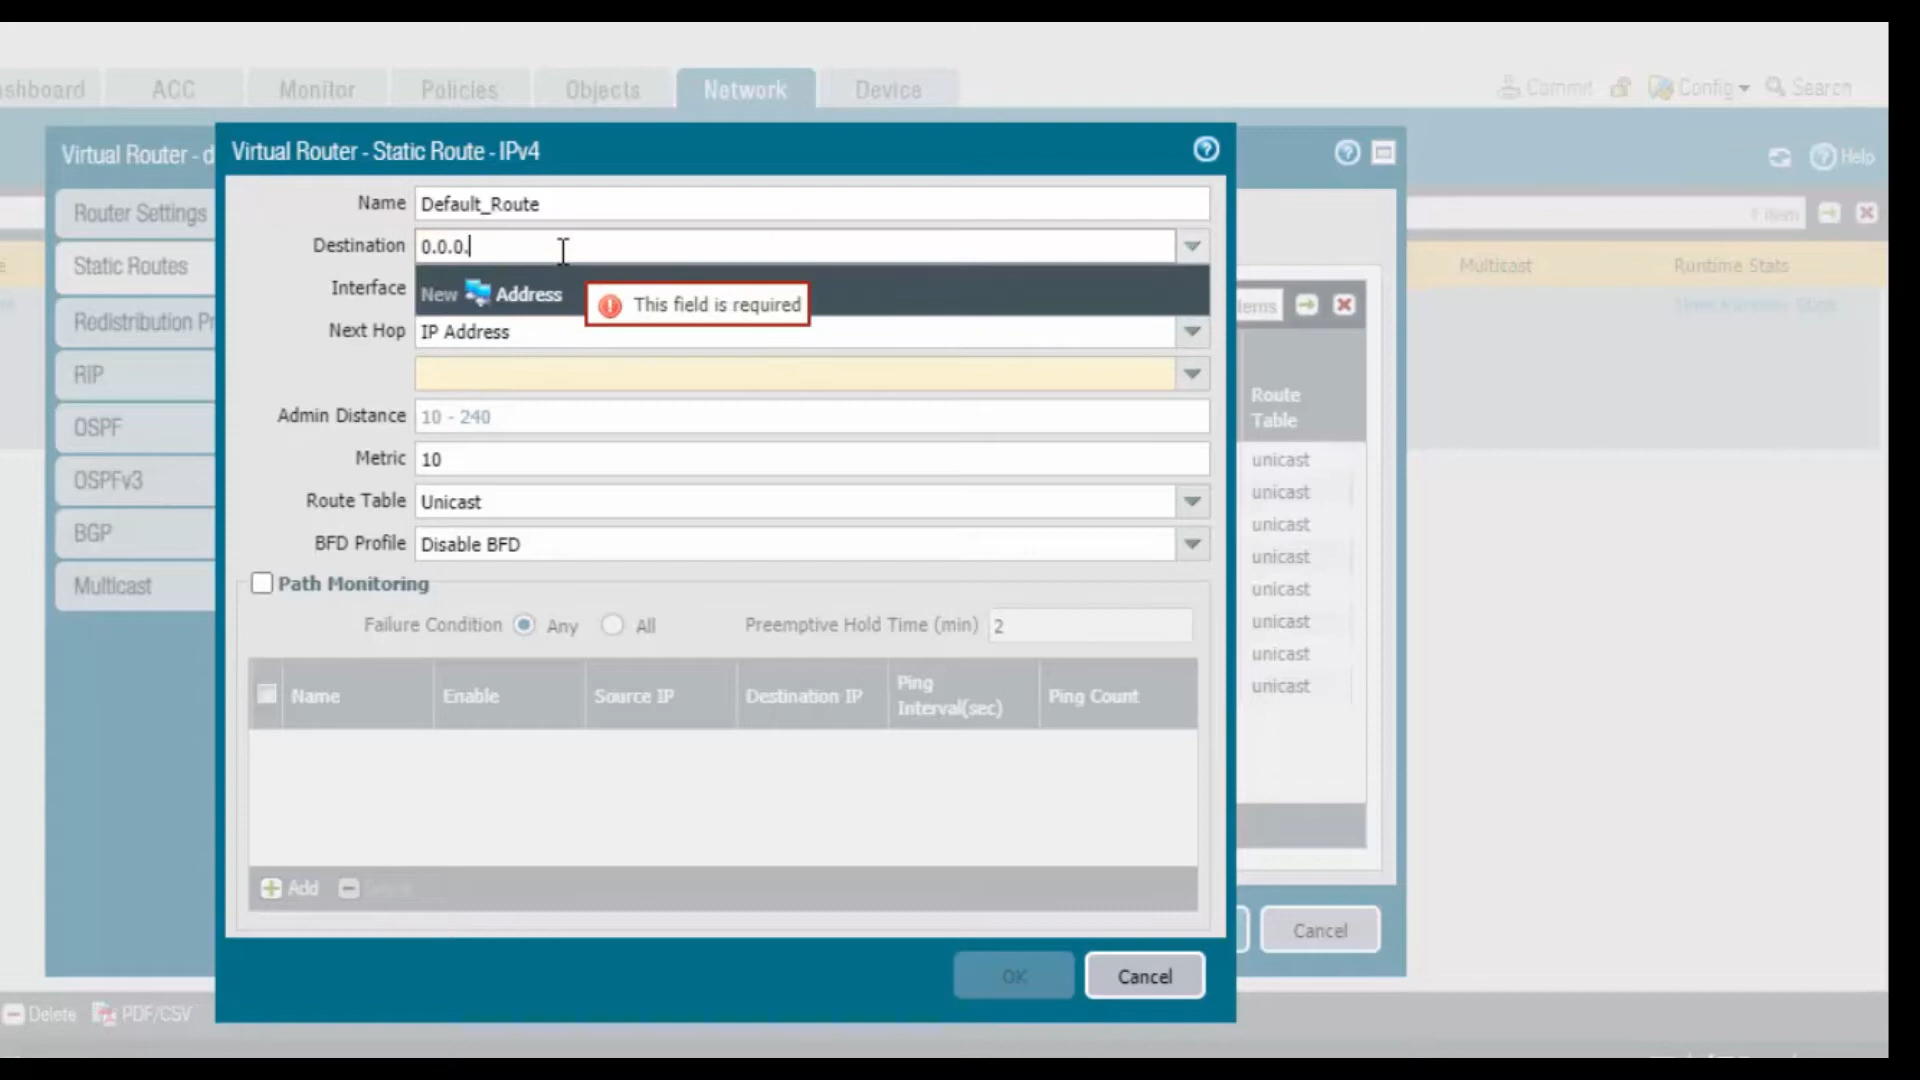 shboard ACC Monitor Policies Objects Network Device Commit Config Search
Virtual Router - d
Virtual Router - Static Route - IPv4
Help
Router Settings
Static Routes
Redistribution Pr
RIP
OSPF
OSPFv3
BGP
Multicast
Name Default_Route
Destination 0.0.0.
Interface New Address
This field is required
Next Hop IP Address
Admin Distance 10 - 240
Metric 10
Route Table Unicast
BFD Profile Disable BFD
Path Monitoring
Failure Condition Any All Preemptive Hold Time (min) 2
Name Enable Source IP Destination IP Ping Interval(sec) Ping Count
Add
OK Cancel
1 item
Multicast Runtime Stats
ems
Route
Table
unicast
unicast
unicast
unicast
unicast
unicast
unicast
unicast
Cancel
Delete PDF/CSV